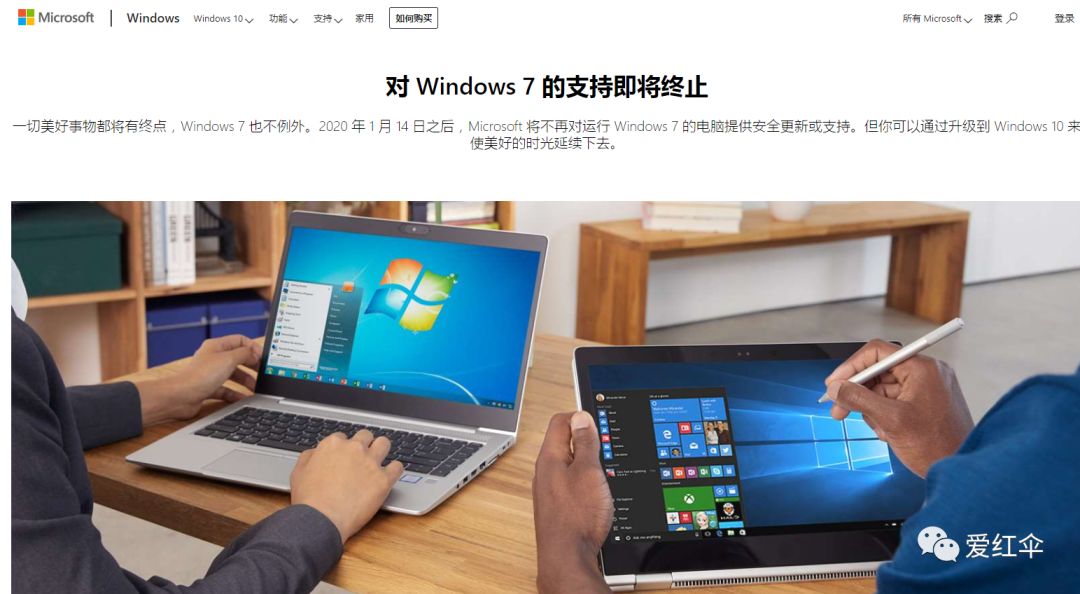 Microsoft Windows Windows 10 功能 支持 家用 如何购买 所有 Microsoft 搜索 登录
对 Windows 7 的支持即将终止
一切美好事物都将有终点，Windows 7 也不例外。2020 年 1 月 14 日之后，Microsoft 将不再对运行 Windows 7 的电脑提供安全更新或支持。但你可以通过升级到 Windows 10 来
使美好的时光延续下去。
爱红伞